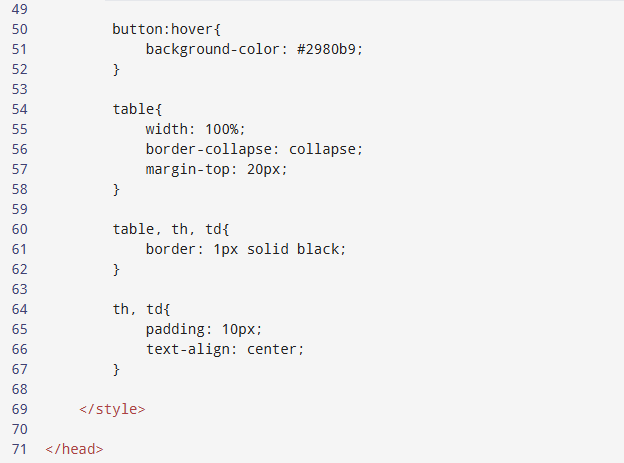 49
50 button:hover{
51 background-color: #2980b9;
52 }
53
54 table{
55 width: 100%;
56 border-collapse: collapse;
57 margin-top: 20px;
58 }
59
60 table, th, td{
61 border: 1px solid black;
62 }
63
64 th, td{
65 padding: 10px;
66 text-align: center;
67 }
68
69 </style>
70
71 </head>